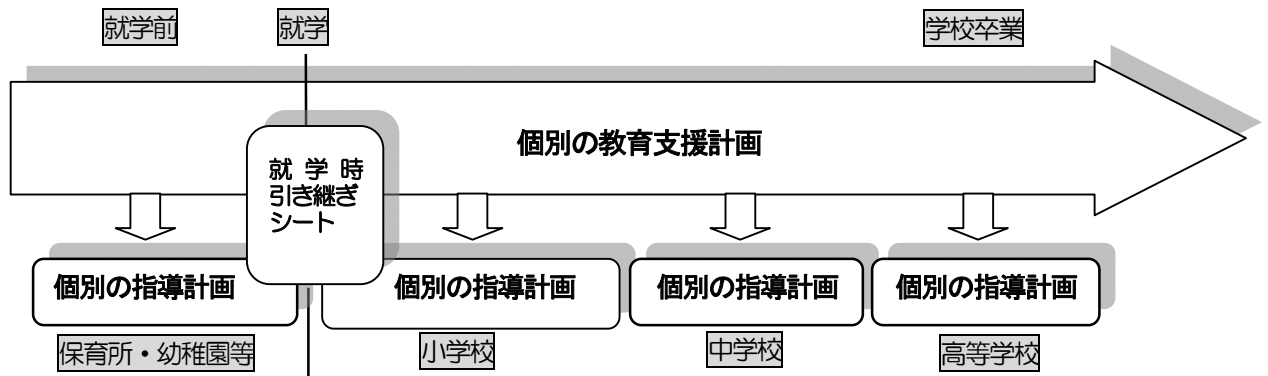 就学前
就学
学校卒業
個別の教育支援計画
就学時
引き継ぎ
シート
個別の指導計画
個別の指導計画
個別の指導計画
個別の指導計画
保育所・幼稚園等
小学校
中学校
高等学校